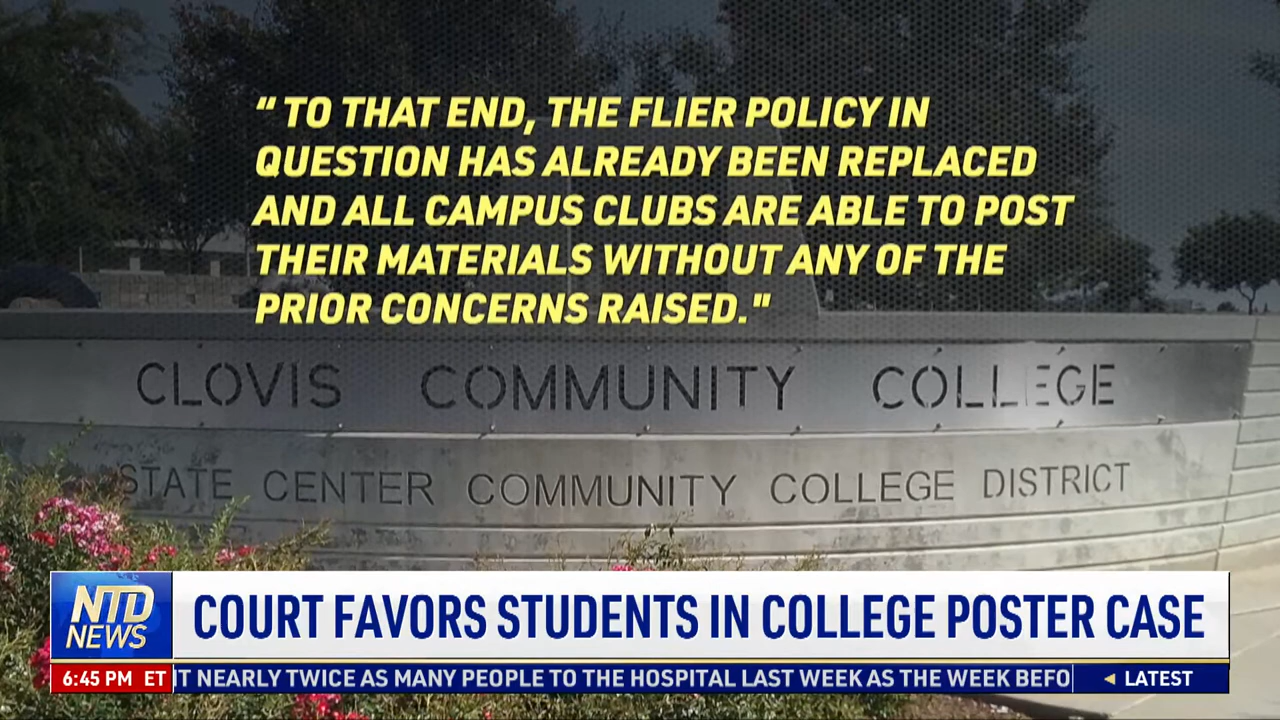 “ TO THAT END, THE FLIER POLICY IN
QUESTION HAS ALREADY BEEN REPLACED
AND ALL CAMPUS CLUBS ARE ABLE TO POST
THEIR MATERIALS WITHOUT ANY OF THE
PRIOR CONCERNS RAISED."
CLOVIS COMMUNITY COLLEGE
STATE CENTER COMMUNITY COLLEGE DISTRICT
NTD
NEWS
COURT FAVORS STUDENTS IN COLLEGE POSTER CASE
6:45 PM ET
NEARLY TWICE AS MANY PEOPLE TO THE HOSPITAL LAST WEEK AS THE WEEK BEFO
LATEST